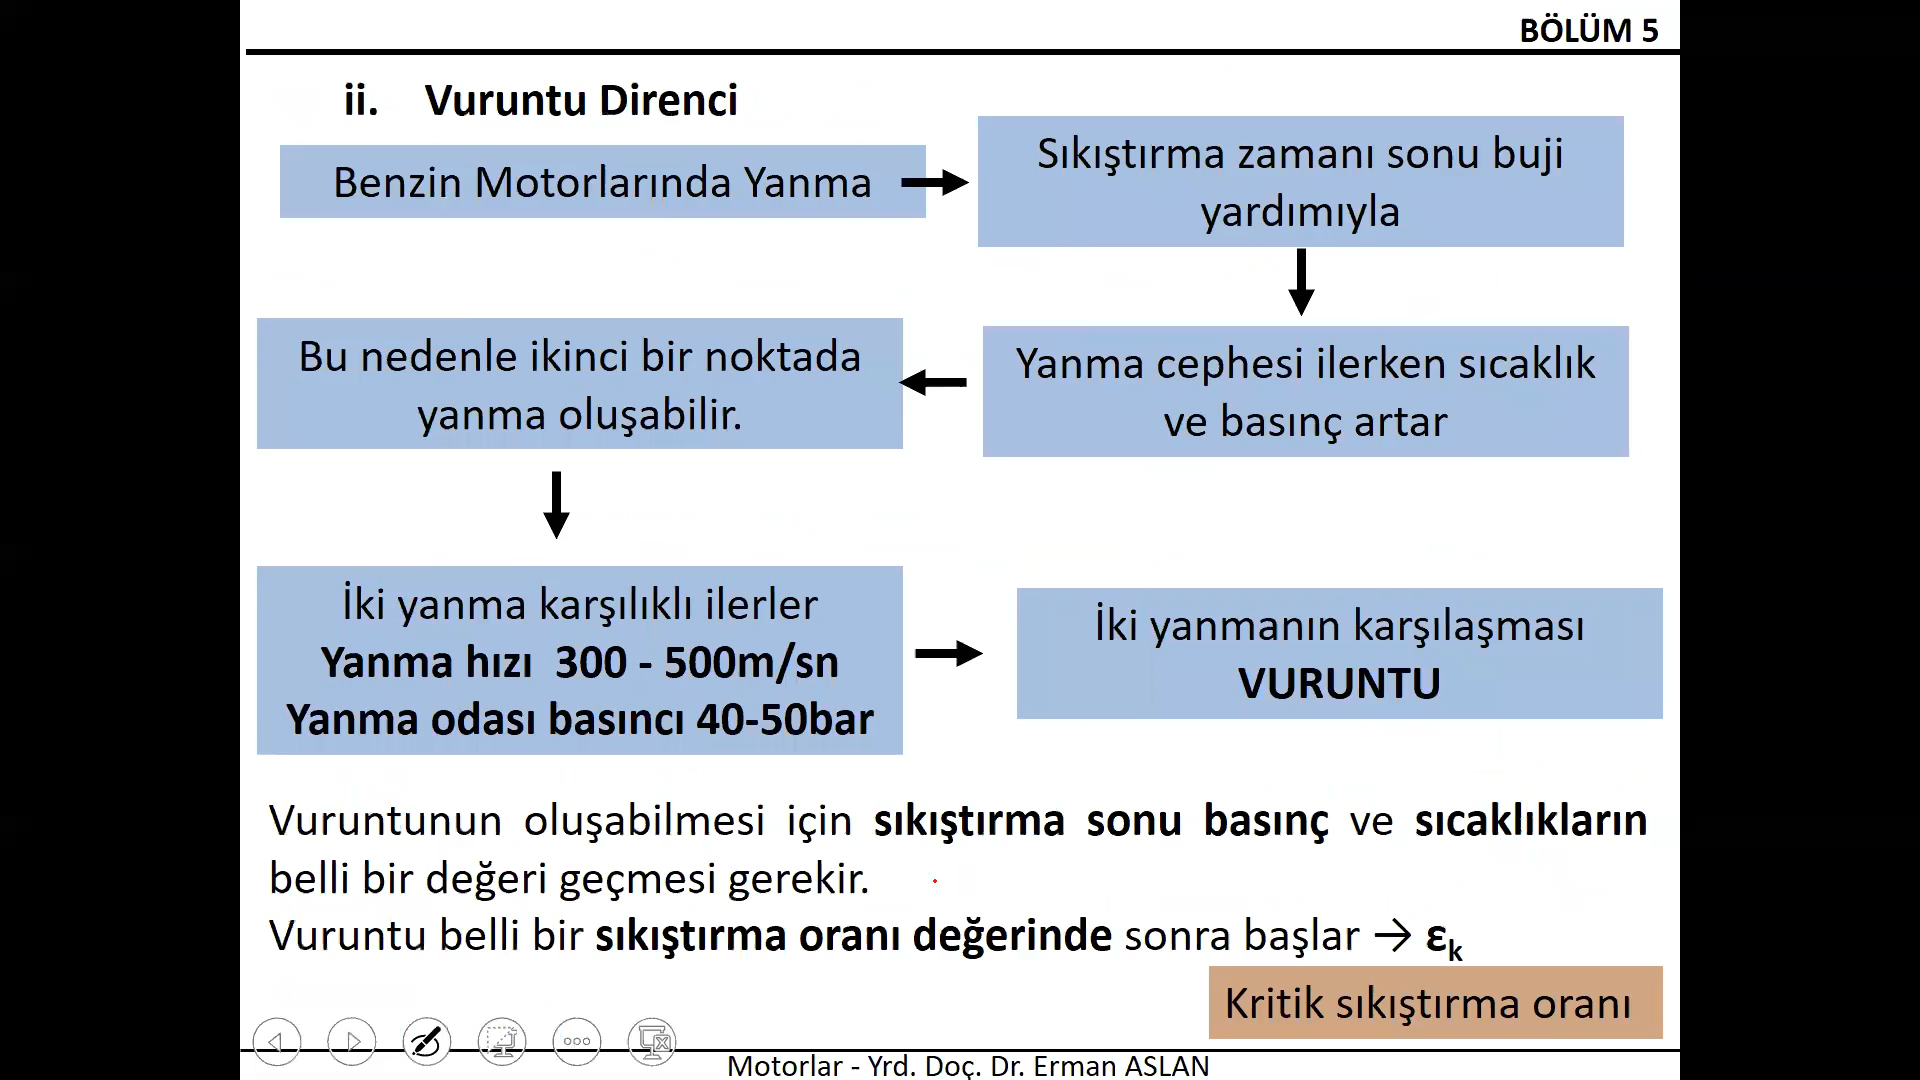 BÖLÜM 5
ii. Vuruntu Direnci
Benzin Motorlarında Yanma
Sıkıştırma zamanı sonu buji
yardımıyla
Yanma cephesi ilerken sıcaklık
ve basınç artar
Bu nedenle ikinci bir noktada
yanma oluşabilir.
İki yanma karşılıklı ilerler
Yanma hızı 300 - 500m/sn
Yanma odası basıncı 40-50bar
İki yanmanın karşılaşması
VURUNTU
Vuruntunun oluşabilmesi için sıkıştırma sonu basınç ve sıcaklıkların
belli bir değeri geçmesi gerekir.
Vuruntu belli bir sıkıştırma oranı değerinde sonra başlar → εk
Kritik sıkıştırma oranı
Motorlar - Yrd. Doç. Dr. Erman ASLAN